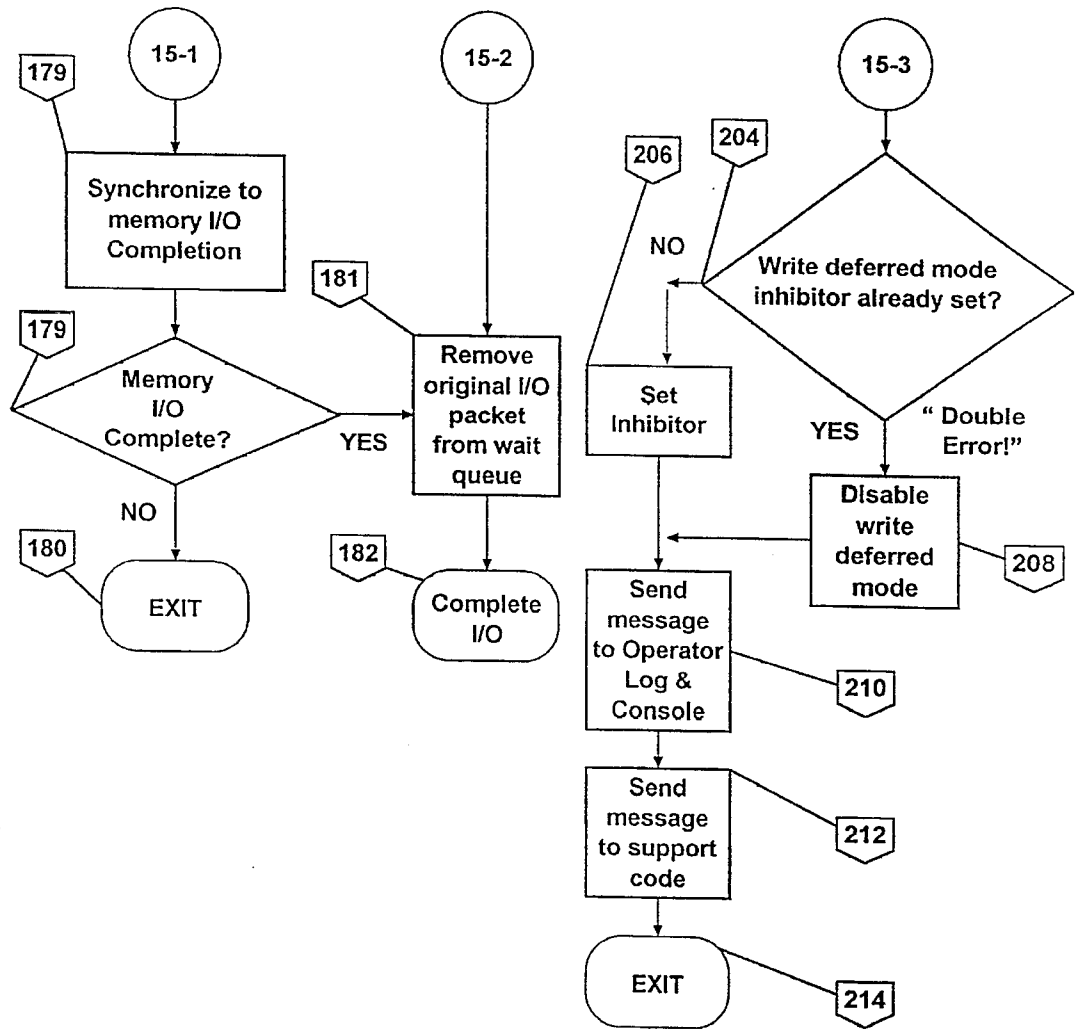 15-1
179
Synchronize to
memory I/O
Completion
179
Memory
I/O
Complete?
YES
NO
180
EXIT
15-2
181
Remove
original I/O
packet
from wait
queue
182
Complete
I/O
15-3
204
206
Write deferred mode
inhibitor already set?
NO
Set
Inhibitor
YES
“ Double
Error!”
Disable
write
deferred
mode
208
Send
message
to Operator
Log &
Console
210
Send
message
to support
code
212
EXIT
214